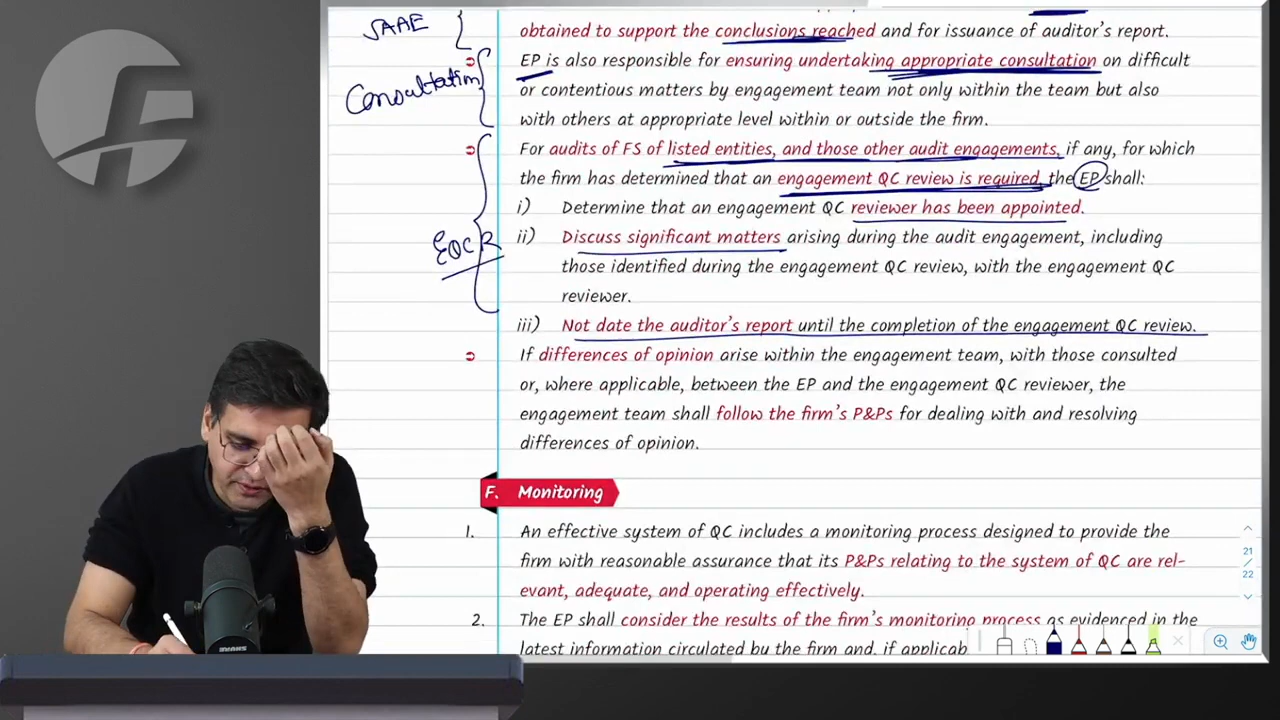 SAAE
obtained to support the conclusions reached and for issuance of auditor's report.
EP is also responsible for ensuring undertaking appropriate consultation on difficult
Consultation
or contentious matters by engagement team not only within the team but also
with others at appropriate level within or outside the firm.
For audits of FS of listed entities, and those other audit engagements, if any, for which
the firm has determined that an engagement QC review is required, the EP shall:
i) Determine that an engagement QC reviewer has been appointed.
EQCR
ii) Discuss significant matters arising during the audit engagement, including
those identified during the engagement QC review, with the engagement QC
reviewer.
iii) Not date the auditor's report until the completion of the engagement QC review.
If differences of opinion arise within the engagement team, with those consulted
or, where applicable, between the EP and the engagement QC reviewer, the
engagement team shall follow the firm's P&Ps for dealing with and resolving
differences of opinion.
F. Monitoring
1. An effective system of QC includes a monitoring process designed to provide the
firm with reasonable assurance that its P&Ps relating to the system of QC are rel-
evant, adequate, and operating effectively.
2. The EP shall consider the results of the firm's monitoring process as evidenced in the
latest information circulated by the firm and, if applicab
21
/
22